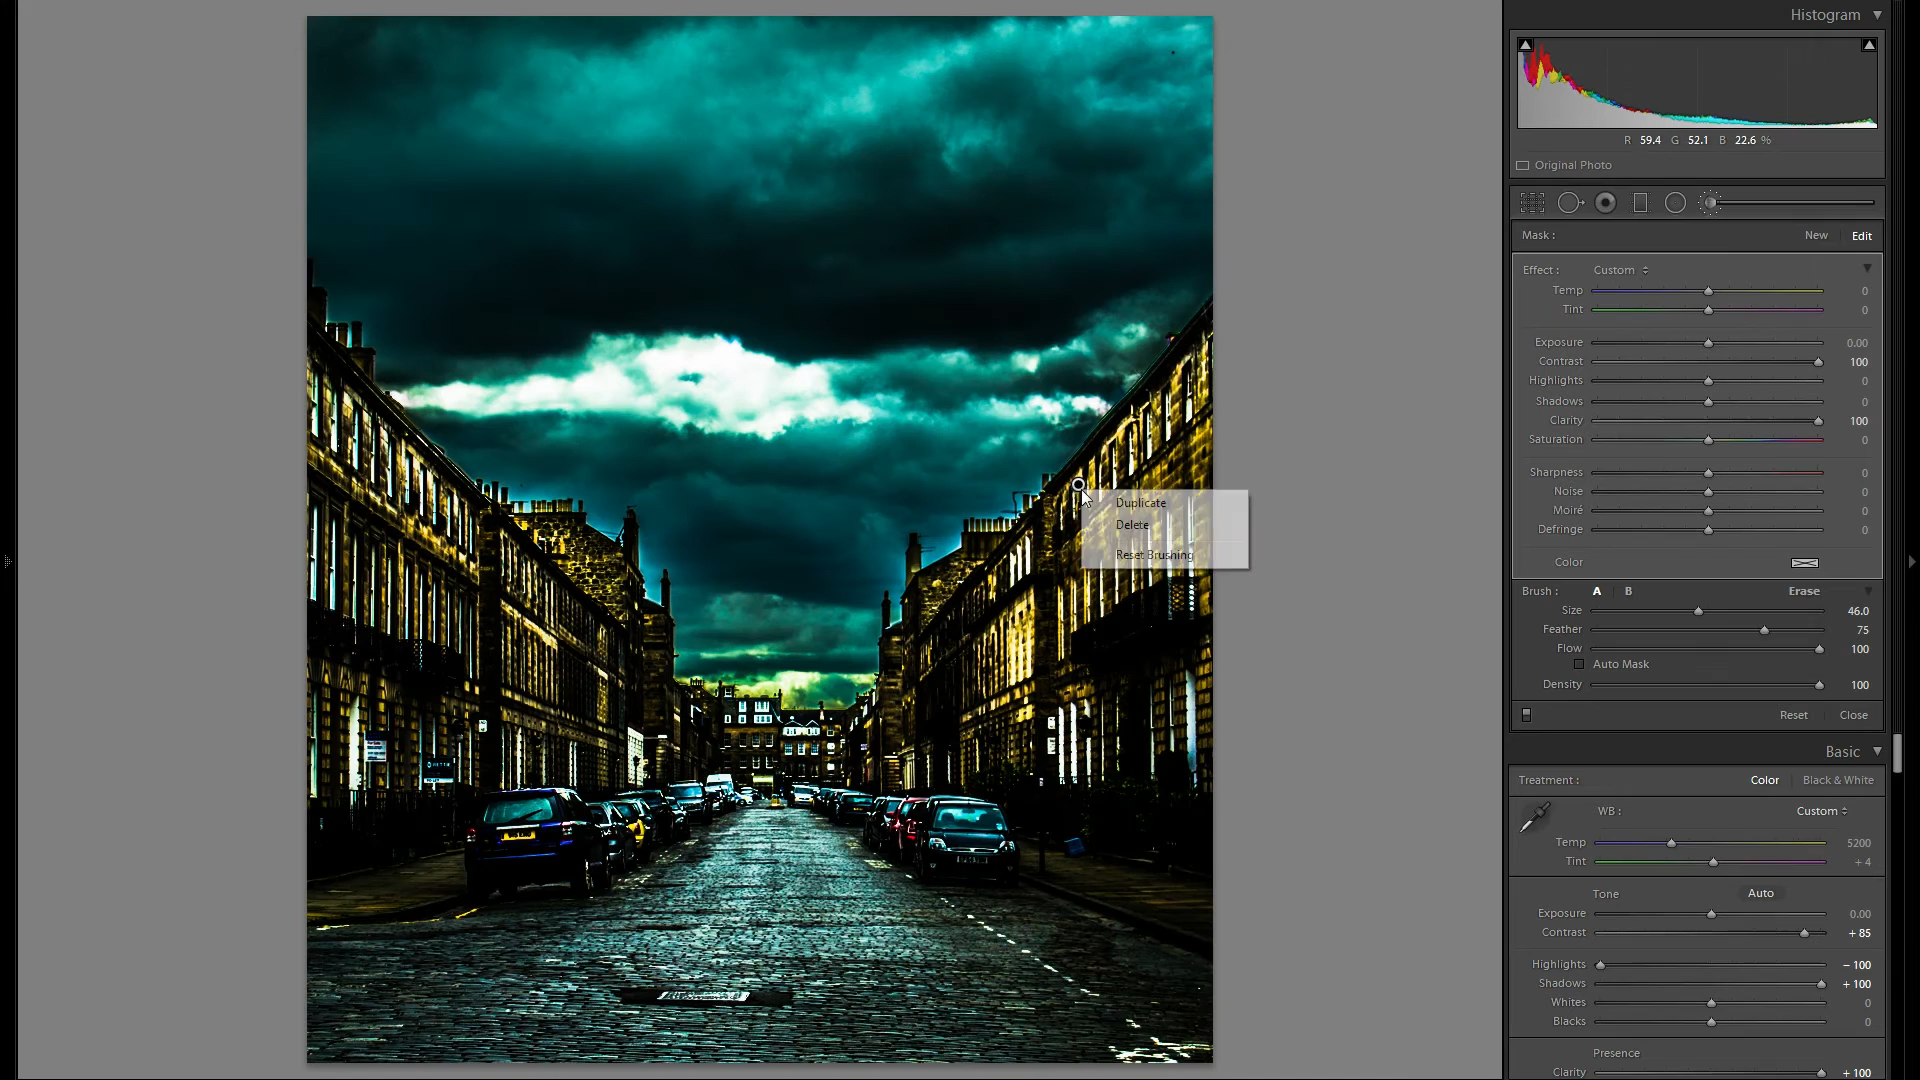 Histogram
R 59.4 G 52.1 B 22.6 %
Original Photo
Mask : New Edit
Effect : Custom
Temp 0
Tint 0
Exposure 0.00
Contrast 100
Highlights 0
Shadows 0
Clarity 100
Saturation 0
Sharpness 0
Noise 0
Moiré 0
Defringe 0
Color
Brush : A B Erase
Size 46.0
Feather 75
Flow 100
Auto Mask
Density 100
Reset Close
Basic
Treatment : Color Black & White
WB : Custom
Temp 5200
Tint + 4
Tone Auto
Exposure 0.00
Contrast + 85
Highlights − 100
Shadows + 100
Whites 0
Blacks 0
Presence
Clarity + 100
Duplicate
Delete
Reset Brushing